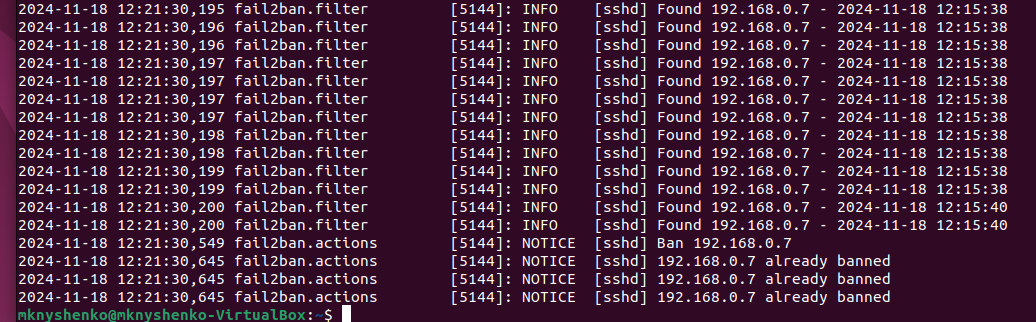 2024-11-18 12:21:30,195 fail2ban.filter         [5144]: INFO    [sshd] Found 192.168.0.7 - 2024-11-18 12:15:38
2024-11-18 12:21:30,196 fail2ban.filter         [5144]: INFO    [sshd] Found 192.168.0.7 - 2024-11-18 12:15:38
2024-11-18 12:21:30,196 fail2ban.filter         [5144]: INFO    [sshd] Found 192.168.0.7 - 2024-11-18 12:15:38
2024-11-18 12:21:30,197 fail2ban.filter         [5144]: INFO    [sshd] Found 192.168.0.7 - 2024-11-18 12:15:38
2024-11-18 12:21:30,197 fail2ban.filter         [5144]: INFO    [sshd] Found 192.168.0.7 - 2024-11-18 12:15:38
2024-11-18 12:21:30,197 fail2ban.filter         [5144]: INFO    [sshd] Found 192.168.0.7 - 2024-11-18 12:15:38
2024-11-18 12:21:30,197 fail2ban.filter         [5144]: INFO    [sshd] Found 192.168.0.7 - 2024-11-18 12:15:38
2024-11-18 12:21:30,198 fail2ban.filter         [5144]: INFO    [sshd] Found 192.168.0.7 - 2024-11-18 12:15:38
2024-11-18 12:21:30,198 fail2ban.filter         [5144]: INFO    [sshd] Found 192.168.0.7 - 2024-11-18 12:15:38
2024-11-18 12:21:30,199 fail2ban.filter         [5144]: INFO    [sshd] Found 192.168.0.7 - 2024-11-18 12:15:38
2024-11-18 12:21:30,199 fail2ban.filter         [5144]: INFO    [sshd] Found 192.168.0.7 - 2024-11-18 12:15:38
2024-11-18 12:21:30,200 fail2ban.filter         [5144]: INFO    [sshd] Found 192.168.0.7 - 2024-11-18 12:15:40
2024-11-18 12:21:30,200 fail2ban.filter         [5144]: INFO    [sshd] Found 192.168.0.7 - 2024-11-18 12:15:40
2024-11-18 12:21:30,549 fail2ban.actions        [5144]: NOTICE  [sshd] Ban 192.168.0.7
2024-11-18 12:21:30,645 fail2ban.actions        [5144]: NOTICE  [sshd] 192.168.0.7 already banned
2024-11-18 12:21:30,645 fail2ban.actions        [5144]: NOTICE  [sshd] 192.168.0.7 already banned
2024-11-18 12:21:30,645 fail2ban.actions        [5144]: NOTICE  [sshd] 192.168.0.7 already banned
mknyshenko@mknyshenko-VirtualBox:~$